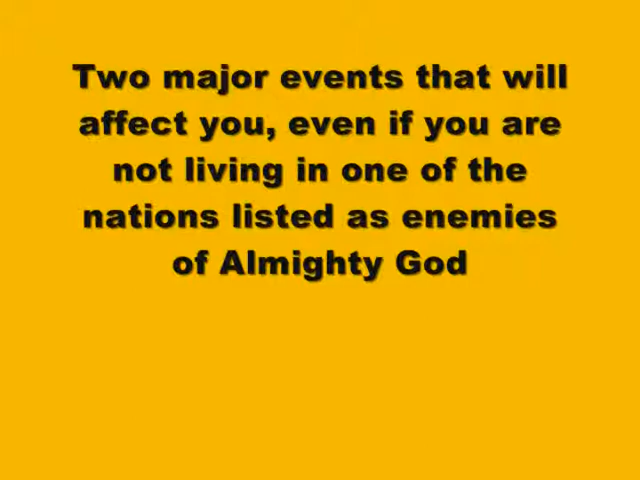 Two major events that will
affect you, even if you are
not living in one of the
nations listed as enemies
of Almighty God